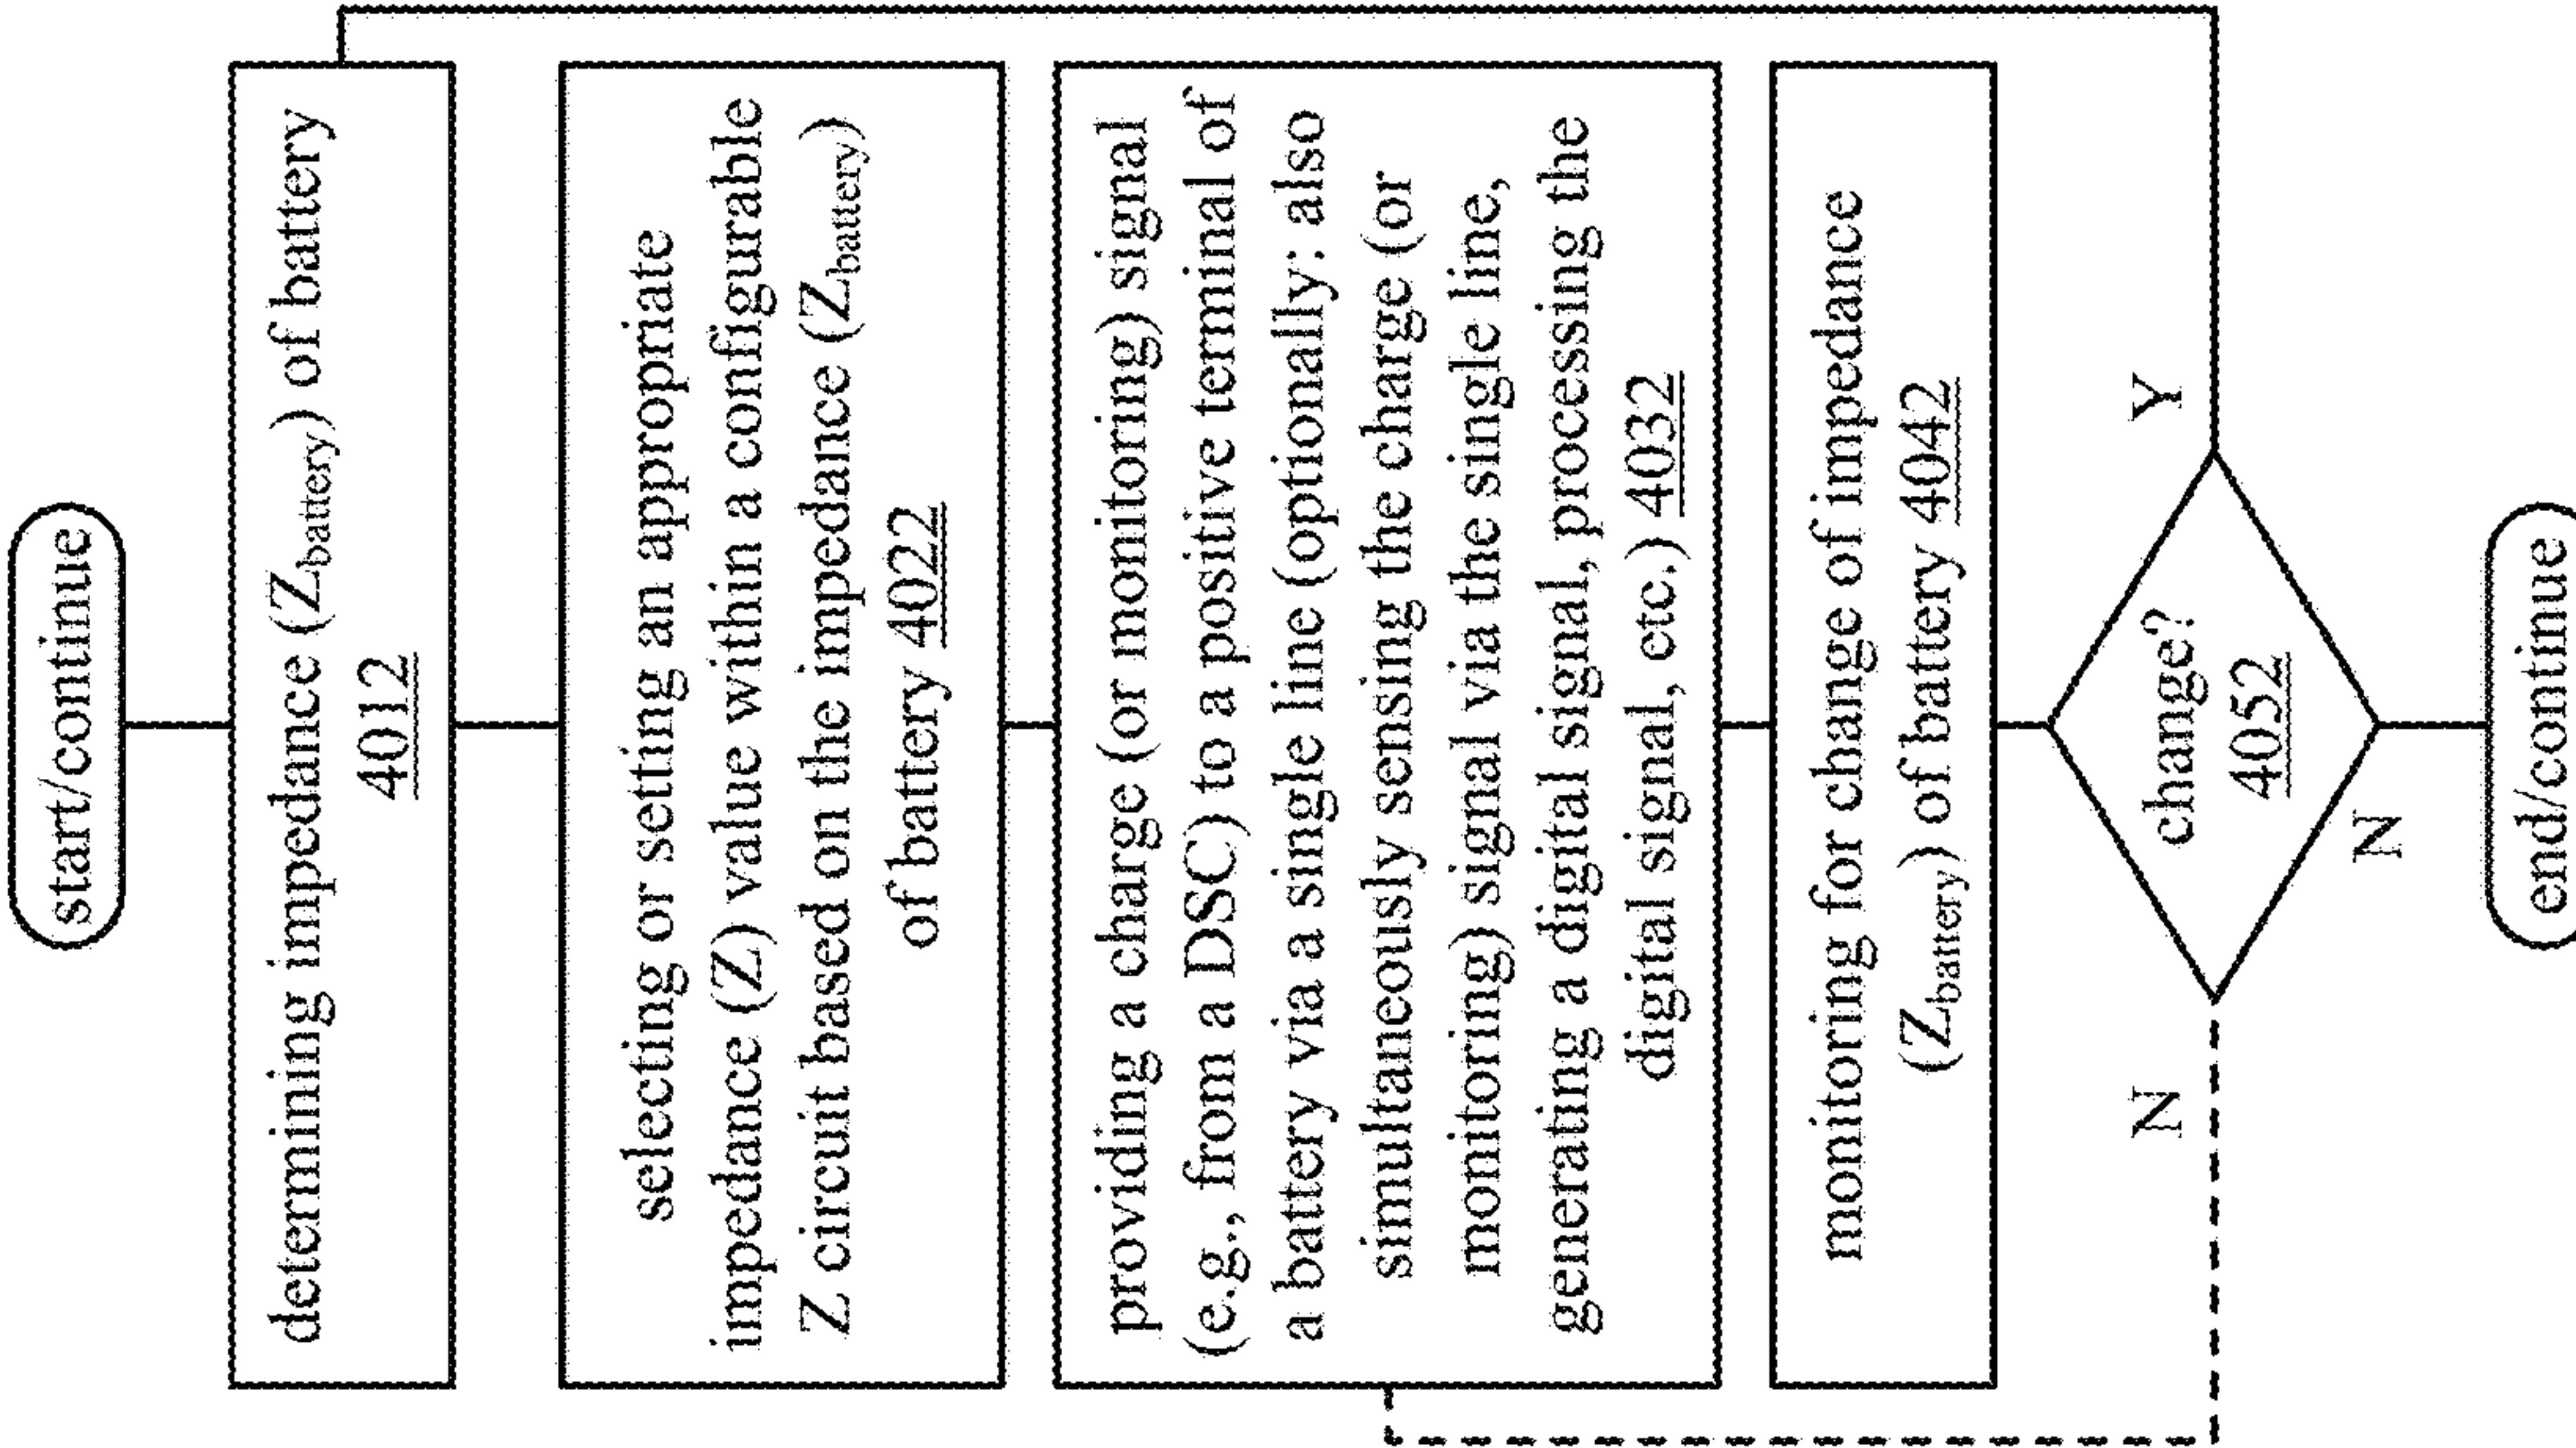 start/continue
determining impedance (Zbattery) of battery
4012
selecting or setting an appropriate
impedance (Z) value within a configurable
Z circuit based on the impedance (Zbattery)
of battery 4022
providing a charge (or monitoring) signal
(e.g., from a DSC) to a positive terminal of
a battery via a single line (optionally: also
simultaneously sensing the charge (or
monitoring) signal via the single line,
generating a digital signal, processing the
digital signal, etc.) 4032
monitoring for change of impedance
(Zbattery) of battery 4042
change?
4052
Y
N
N
end/continue